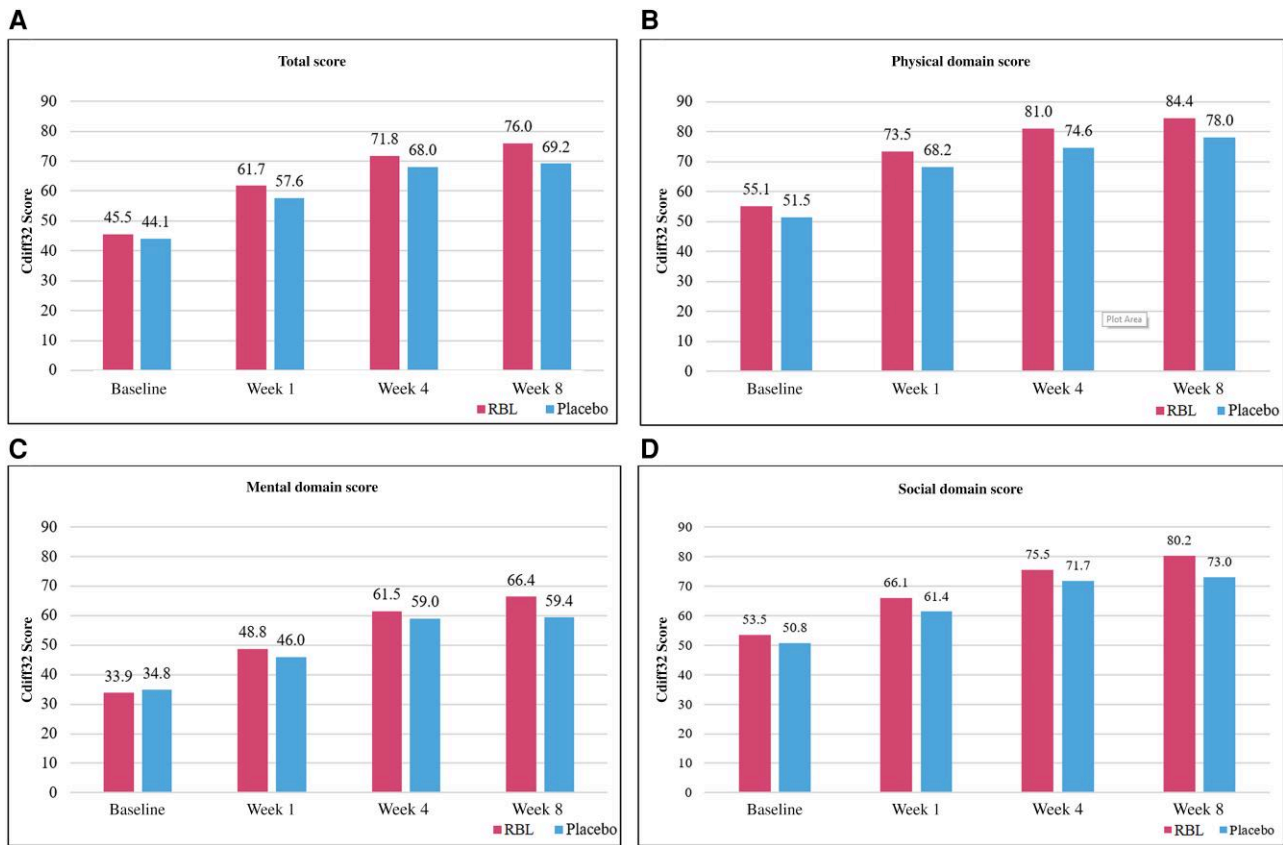 A
Total score
Cdiff32 Score
90
80
70
60
50
40
30
20
10
0
45.5 44.1
61.7 57.6
71.8 68.0
76.0 69.2
Baseline Week 1 Week 4 Week 8
RBL Placebo
B
Physical domain score
Cdiff32 Score
90
80
70
60
50
40
30
20
10
0
55.1 51.5
73.5 68.2
81.0 74.6
84.4 78.0
Plot Area
Baseline Week 1 Week 4 Week 8
RBL Placebo
C
Mental domain score
Cdiff32 Score
90
80
70
60
50
40
30
20
10
0
33.9 34.8
48.8 46.0
61.5 59.0
66.4 59.4
Baseline Week 1 Week 4 Week 8
RBL Placebo
D
Social domain score
Cdiff32 Score
90
80
70
60
50
40
30
20
10
0
53.5 50.8
66.1 61.4
75.5 71.7
80.2 73.0
Baseline Week 1 Week 4 Week 8
RBL Placebo